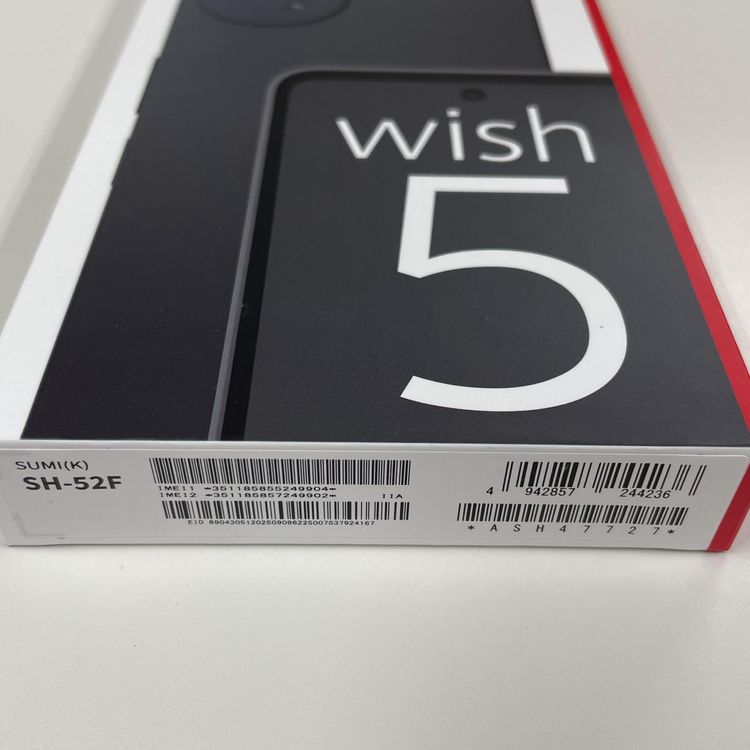 wish
5
SUMI(K)
SH-52F
IMEI1 *351185855249904*
IMEI2 *351185857249902* IIA
EID 89043051202509096225007537924167
4 942857 244236
*ASH47727*